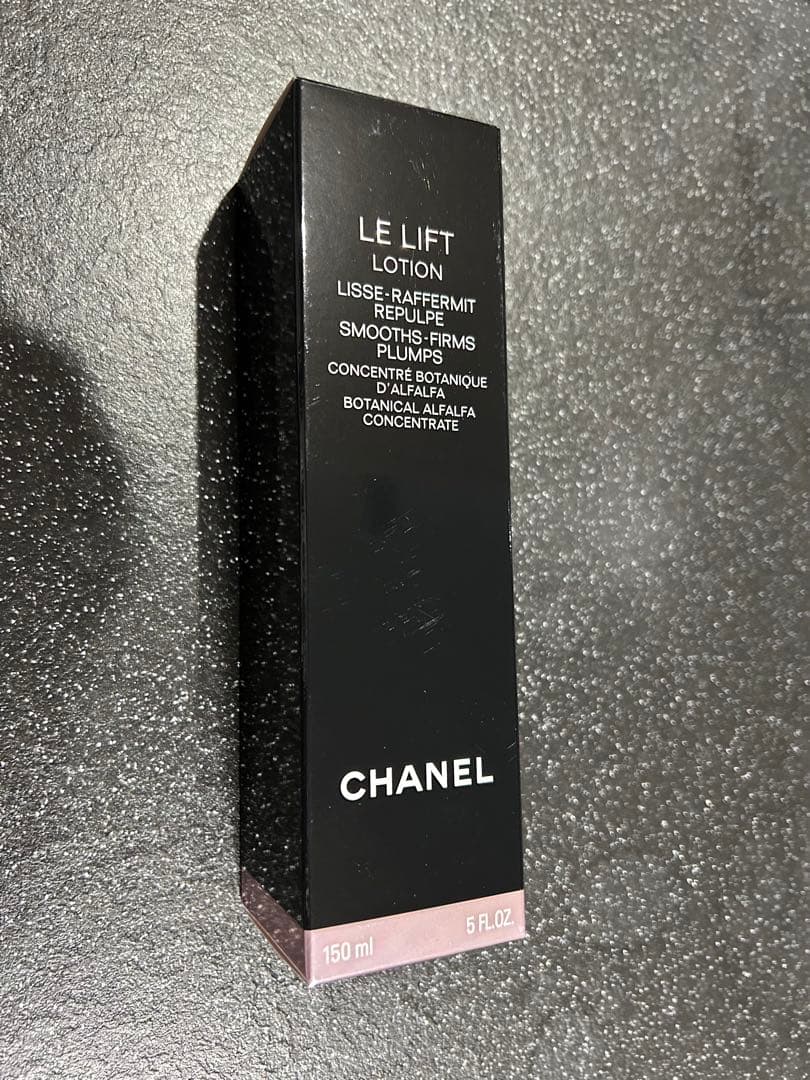 LE LIFT
LOTION
LISSE-RAFFERMIT
REPULPE
SMOOTHS-FIRMS
PLUMPS
CONCENTRÉ BOTANIQUE
D'ALFALFA
BOTANICAL ALFALFA
CONCENTRATE
CHANEL
150 ml 5 FL.OZ.